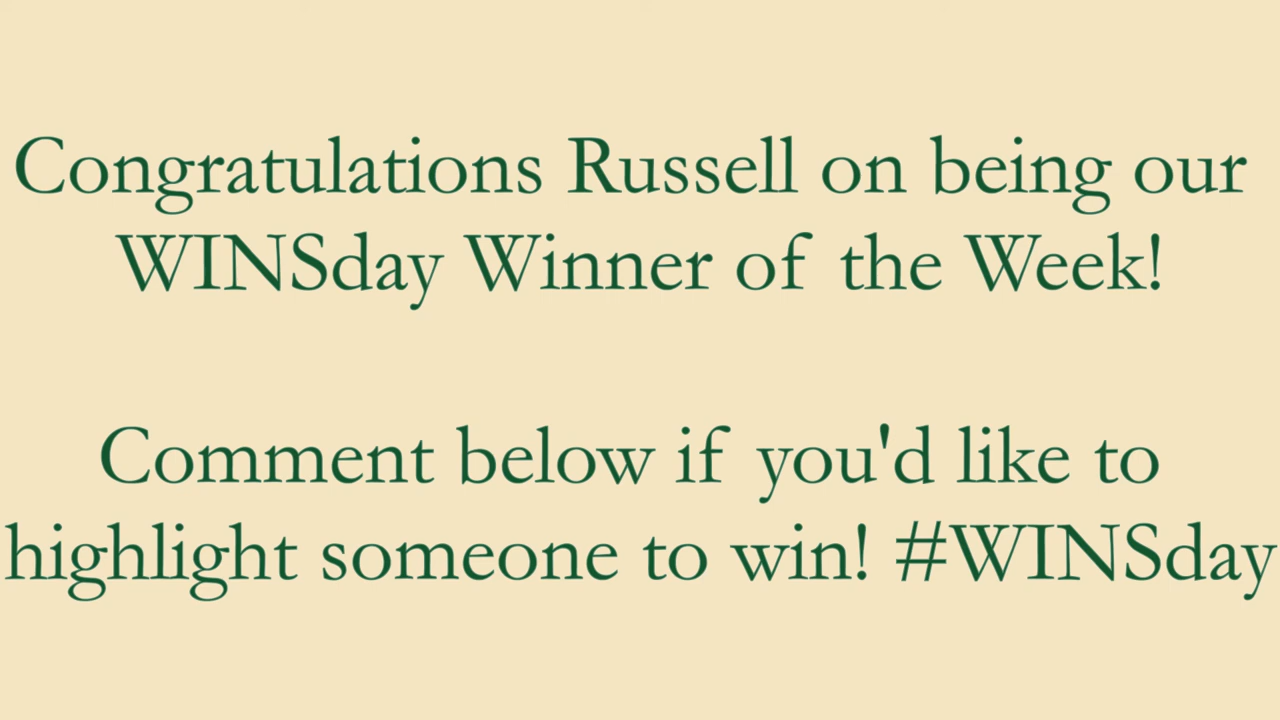 Congratulations Russell on being our
WINSday Winner of the Week!
Comment below if you'd like to
highlight someone to win! #WINSday